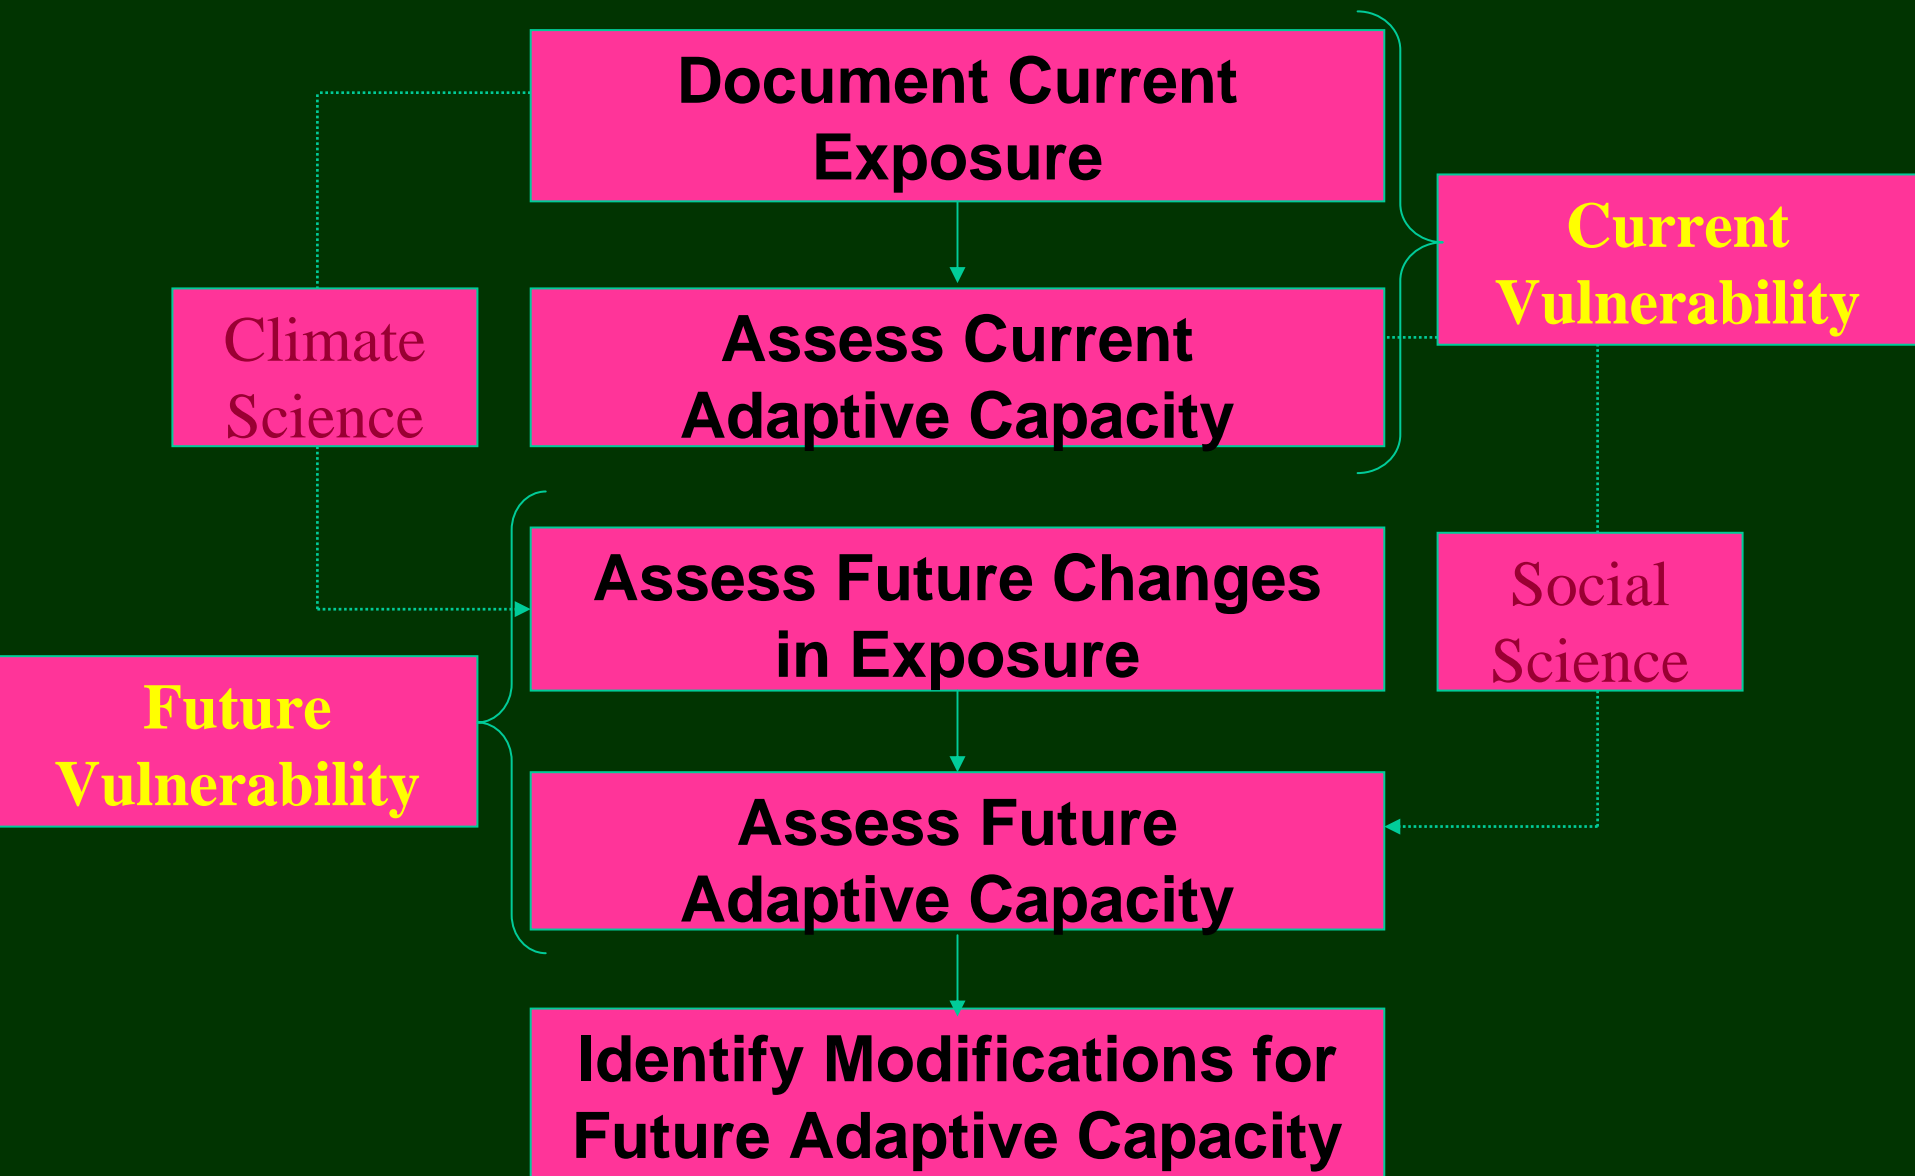 Document Current
Exposure
Current
Vulnerability
Climate
Science
Assess Current
Adaptive Capacity
Assess Future Changes
in Exposure
Social
Science
Future
Vulnerability
Assess Future
Adaptive Capacity
Identify Modifications for
Future Adaptive Capacity